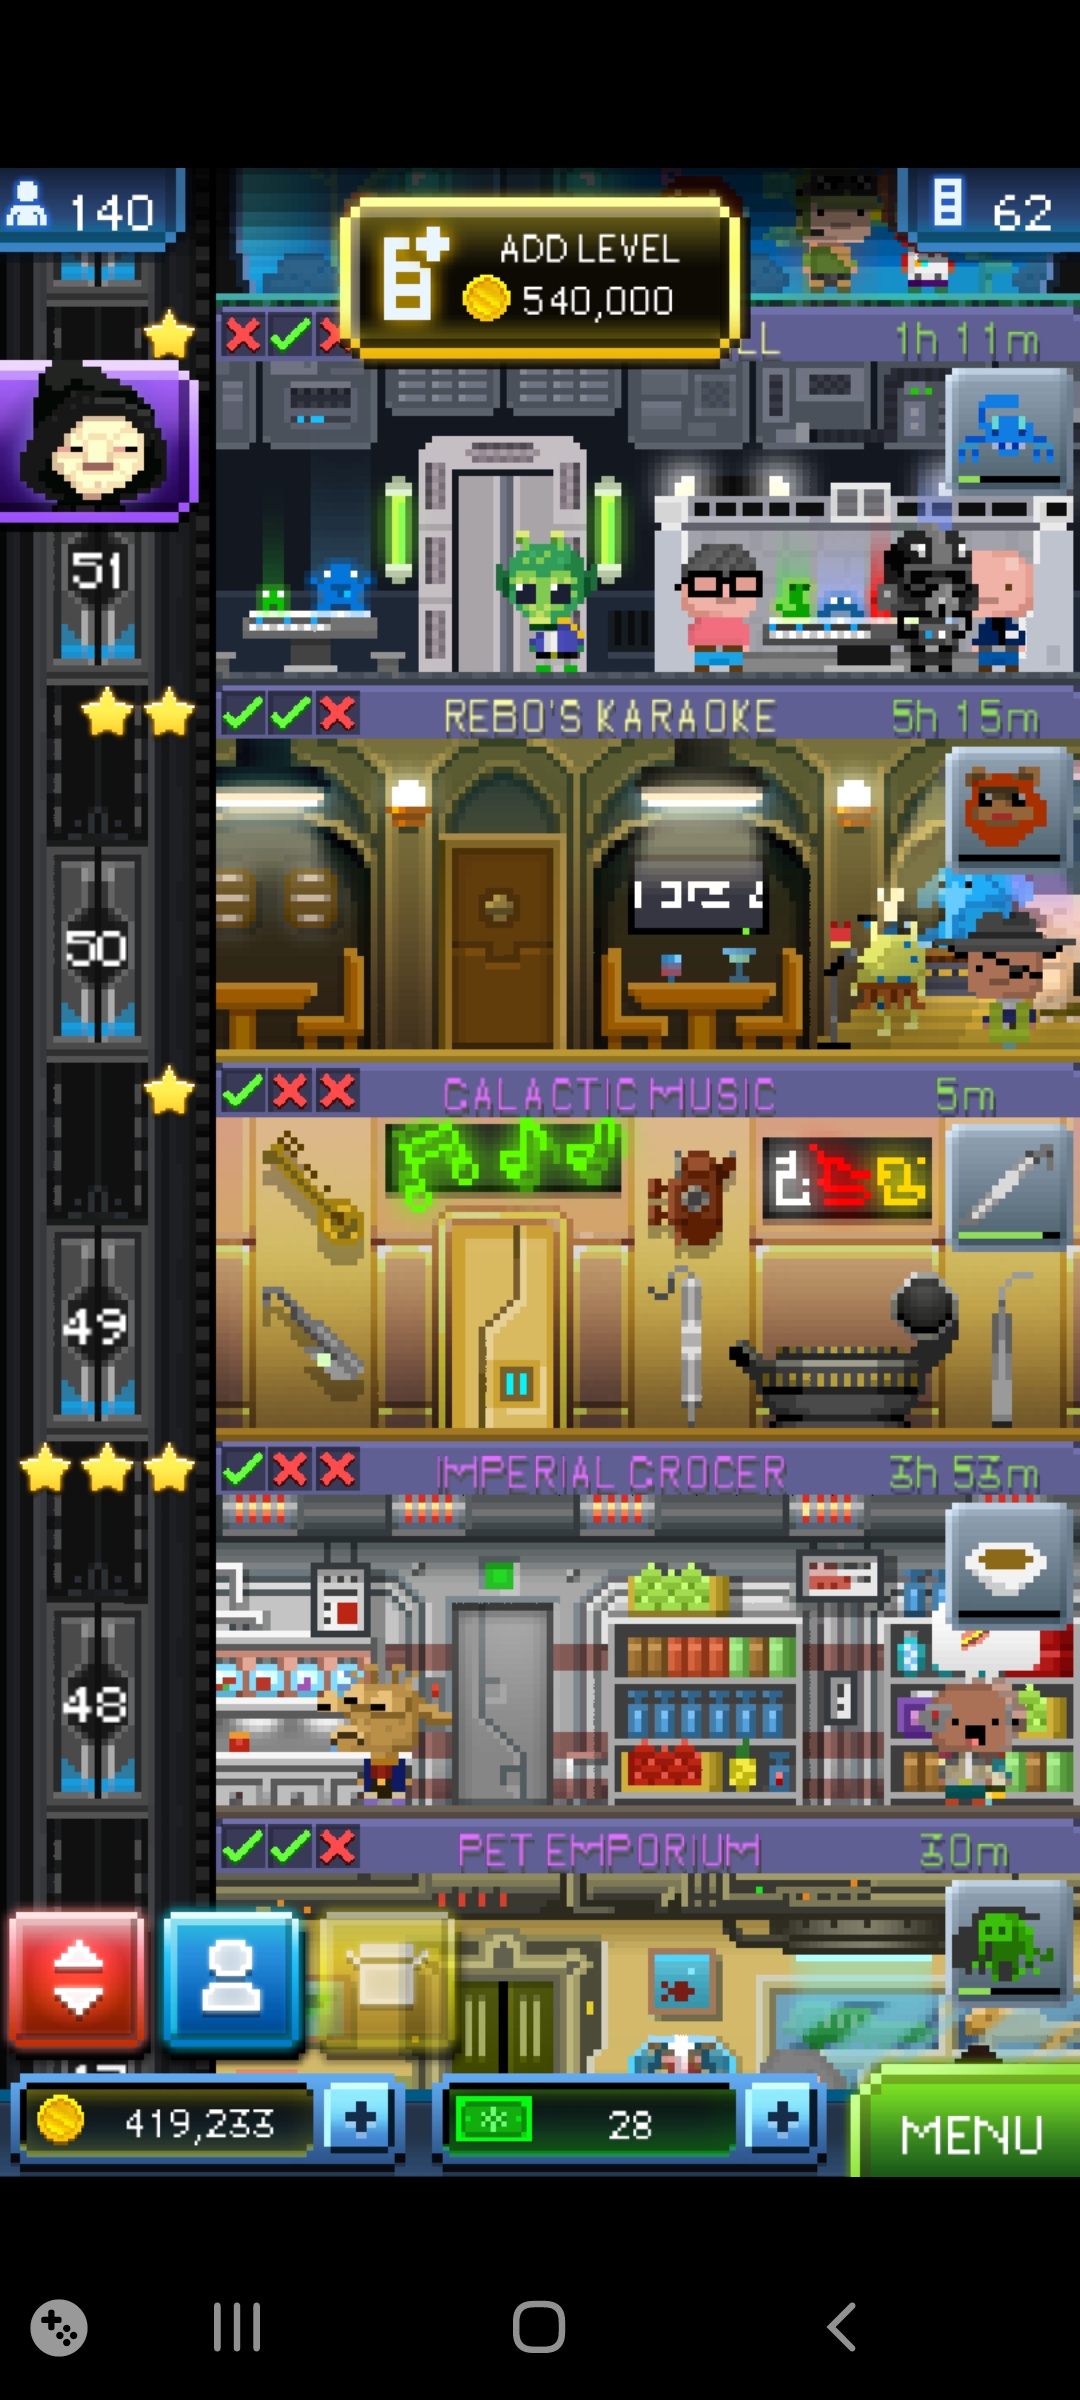 140
62
ADD LEVEL
540,000
LL
1h 11m
51
REBO'S KARAOKE
5h 15m
50
GALACTIC MUSIC
5m
49
IMPERIAL GROCER
3h 53m
48
PET EMPORIUM
30m
419,233
28
MENU